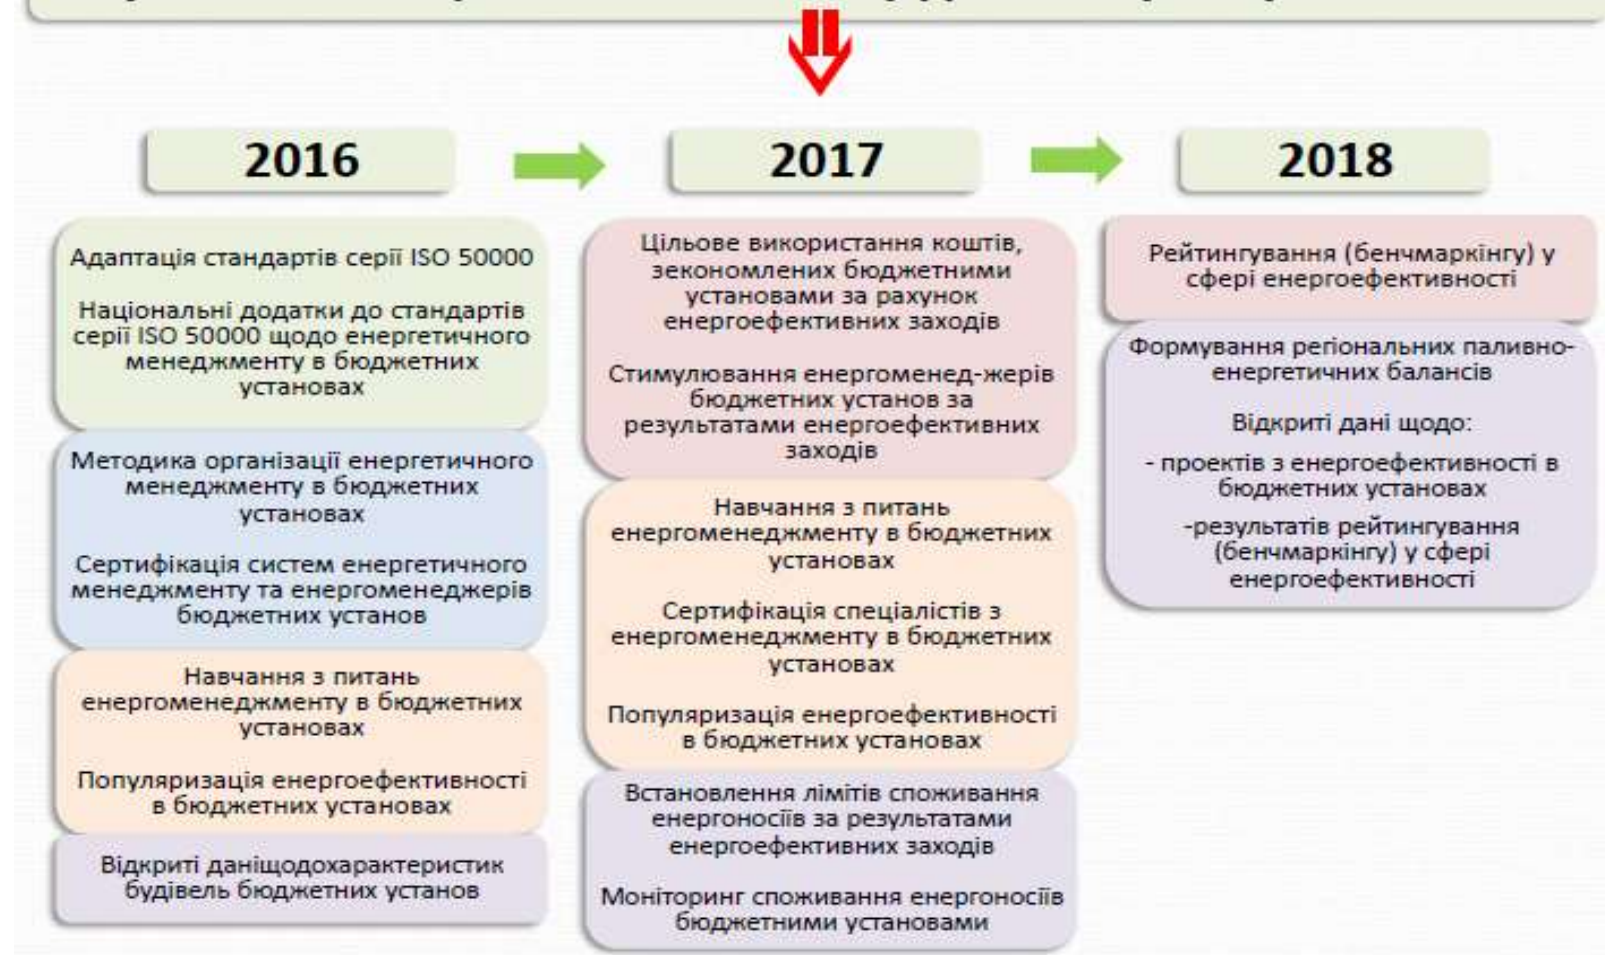 2016
Адаптація стандартів серії ISO 50000
Національні додатки до стандартів
серії ISO 50000 щодо енергетичного
менеджменту в бюджетних
установах
Методика організації енергетичного
менеджменту в бюджетних
установах
Сертифікація систем енергетичного
менеджменту та енергоменеджерів
бюджетних установ
Навчання з питань
енергоменеджменту в бюджетних
установах
Популяризація енергоефективності
в бюджетних установах
Відкриті даніщодохарактеристик
будівель бюджетних установ
2017
Цільове використання коштів,
зекономлених бюджетними
установами за рахунок
енергоефективних заходів
Стимулювання енергоменед-жерів
бюджетних установ за
результатами енергоефективних
заходів
Навчання з питань
енергоменеджменту в бюджетних
установах
Сертифікація спеціалістів з
енергоменеджменту в бюджетних
установах
Популяризація енергоефективності
в бюджетних установах
Встановлення лімітів споживання
енергоносіїв за результатами
енергоефективних заходів
Моніторинг споживання енергоносіїв
бюджетними установами
2018
Рейтингування (бенчмаркінгу) у
сфері енергоефективності
Формування регіональних паливно-
енергетичних балансів
Відкриті дані щодо:
- проектів з енергоефективності в
бюджетних установах
-результатів рейтингування
(бенчмаркінгу) у сфері
енергоефективності